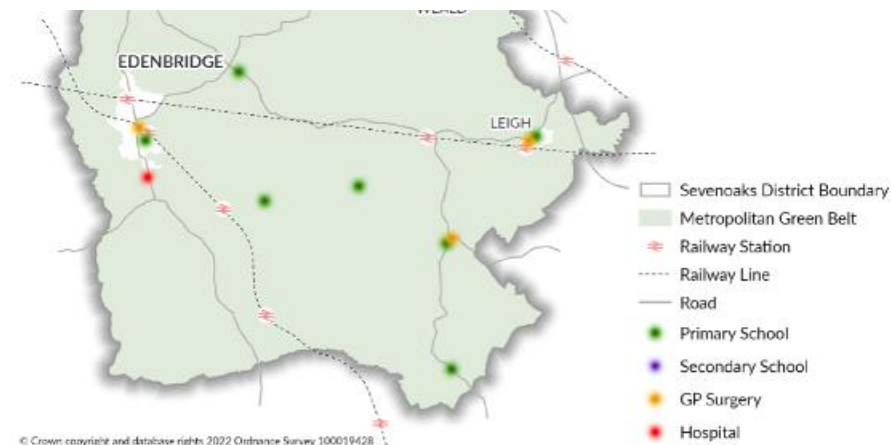 WEALD
EDENBRIDGE
LEIGH
Sevenoaks District Boundary
Metropolitan Green Belt
Railway Station
Railway Line
Road
Primary School
Secondary School
GP Surgery
Hospital
© Crown copyright and database rights 2022 Ordnance Survey 100019428